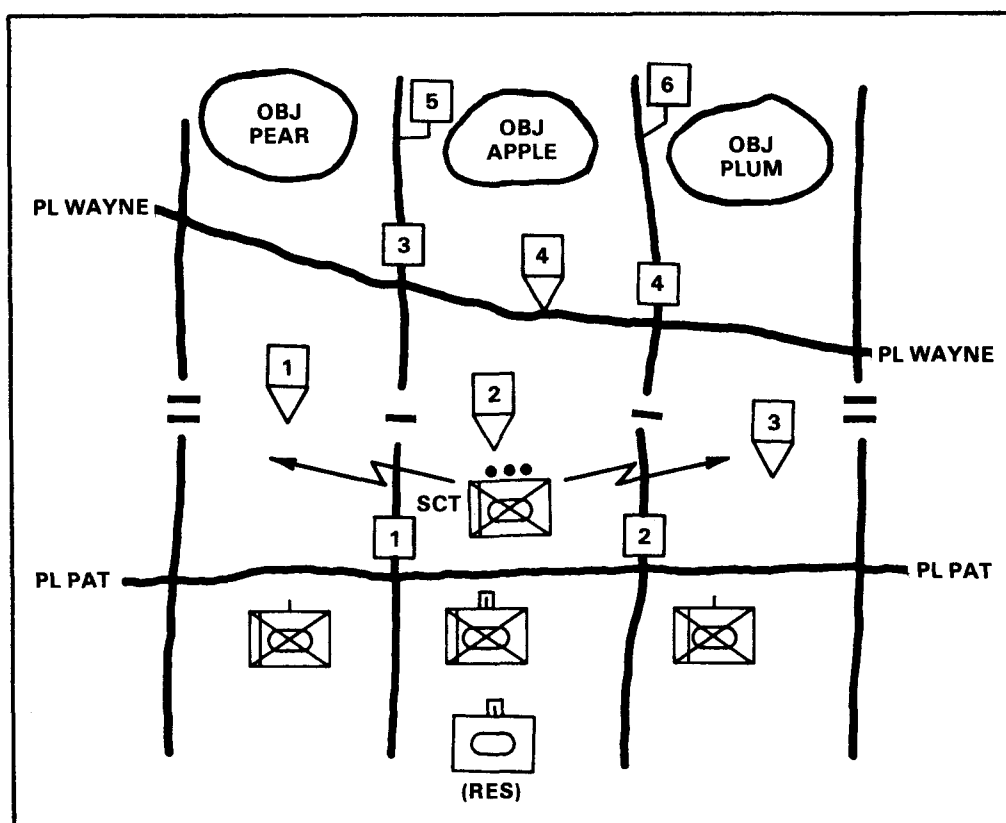 OBJ
PEAR
5
OBJ
APPLE
6
OBJ
PLUM
PL WAYNE
3
4
4
PL WAYNE
1
2
3
SCT
1
2
PL PAT
PL PAT
(RES)